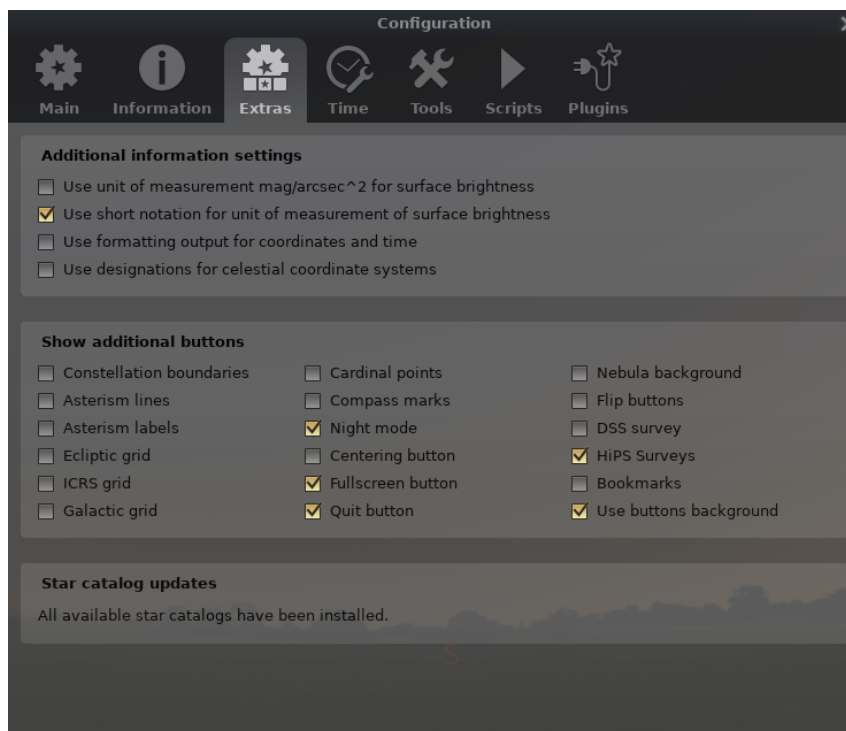 Configuration
Main Information Extras Time Tools Scripts Plugins
Additional information settings
Use unit of measurement mag/arcsec^2 for surface brightness
Use short notation for unit of measurement of surface brightness
Use formatting output for coordinates and time
Use designations for celestial coordinate systems
Show additional buttons
Constellation boundaries Cardinal points Nebula background
Asterism lines Compass marks Flip buttons
Asterism labels Night mode DSS survey
Ecliptic grid Centering button HiPS Surveys
ICRS grid Fullscreen button Bookmarks
Galactic grid Quit button Use buttons background
Star catalog updates
All available star catalogs have been installed.
S